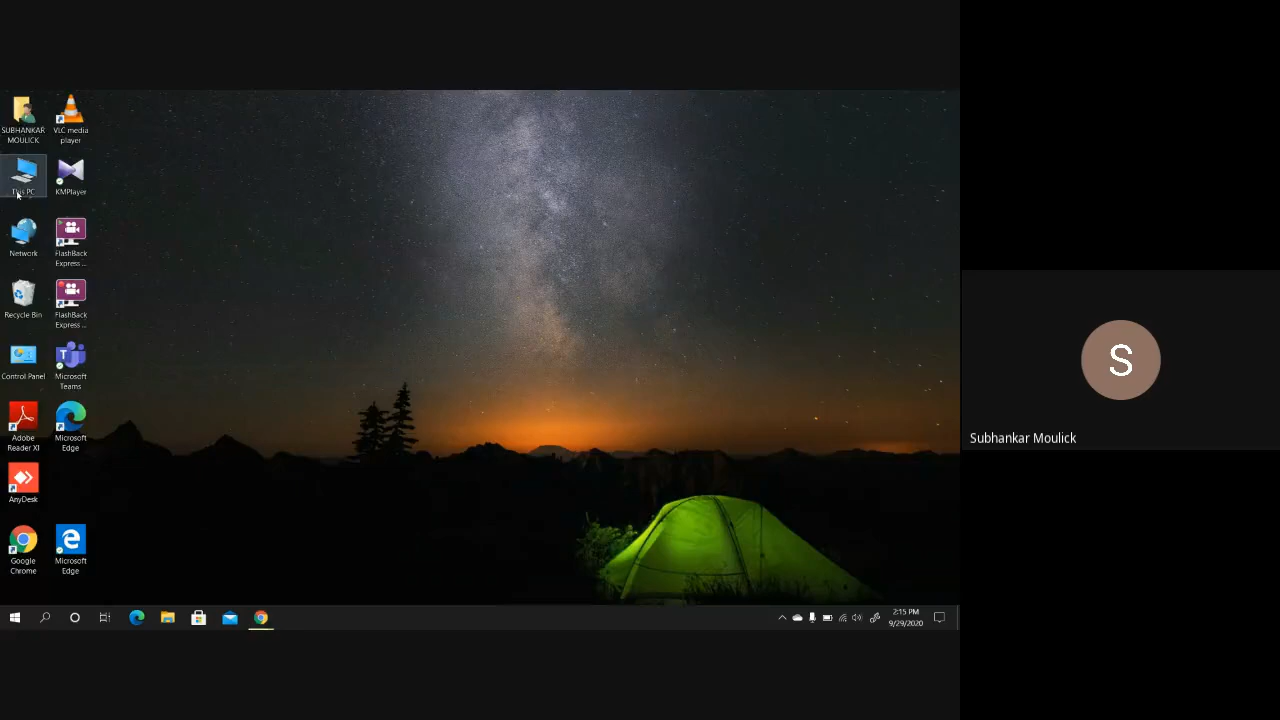 SUBHANKAR
MOULICK
VLC media
player
This PC
KMPlayer
Network
FlashBack
Express ...
Recycle Bin
FlashBack
Express ...
Control Panel
Microsoft
Teams
Adobe
Reader XI
Microsoft
Edge
AnyDesk
Google
Chrome
Microsoft
Edge
2:15 PM
9/29/2020
S
Subhankar Moulick